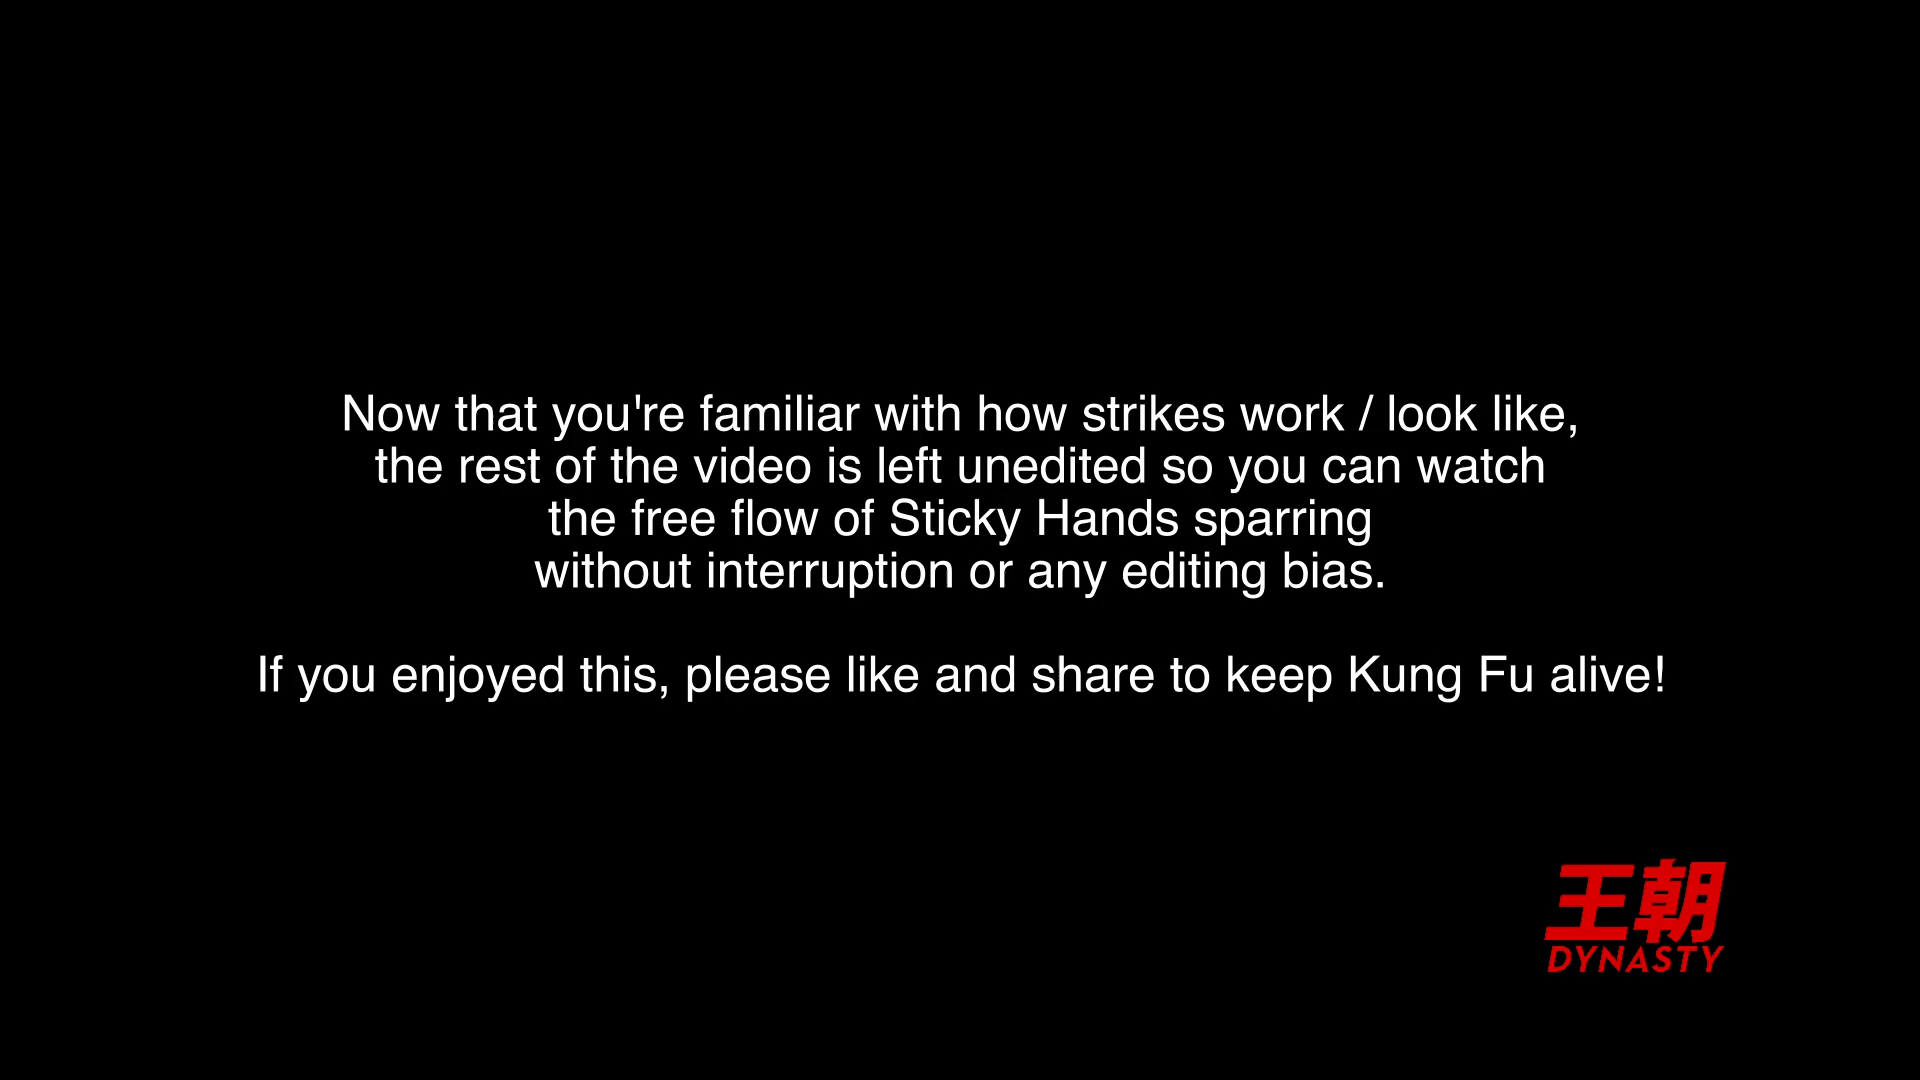 Now that you're familiar with how strikes work / look like,
the rest of the video is left unedited so you can watch
the free flow of Sticky Hands sparring
without interruption or any editing bias.
If you enjoyed this, please like and share to keep Kung Fu alive!
王朝
DYNASTY